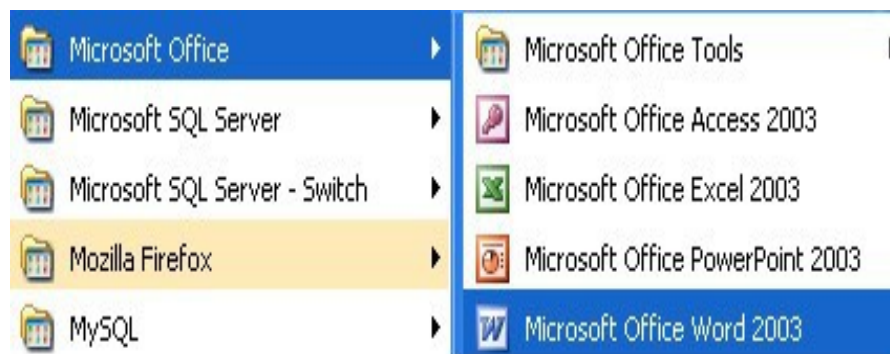 Microsoft Office
Microsoft SQL Server
Microsoft SQL Server - Switch
Mozilla Firefox
MySQL
Microsoft Office Tools
Microsoft Office Access 2003
Microsoft Office Excel 2003
Microsoft Office PowerPoint 2003
Microsoft Office Word 2003